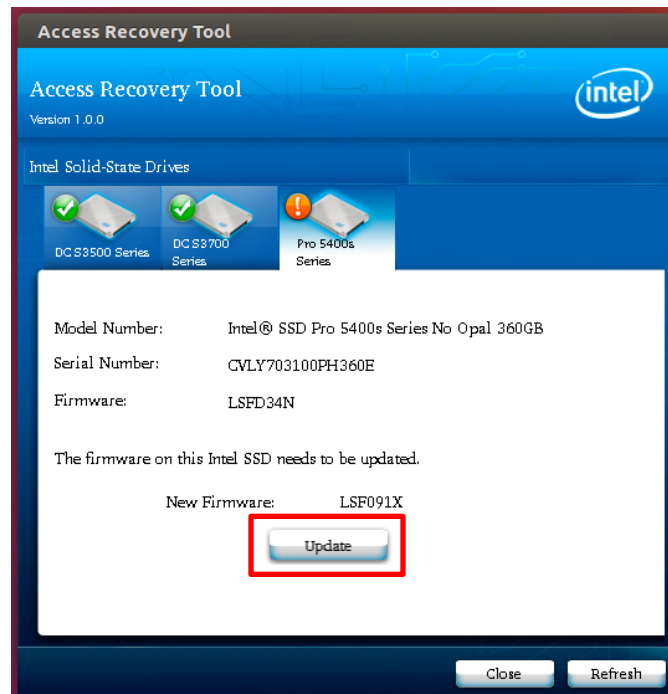 Access Recovery Tool
Access Recovery Tool
Version 1.0.0
intel
Intel Solid-State Drives
DC S3500 Series
DC S3700
Series
Pro 5400s
Series
Model Number: Intel® SSD Pro 5400s Series No Opal 360GB
Serial Number: CVLY703100PH360E
Firmware: LSFD34N
The firmware on this Intel SSD needs to be updated.
New Firmware: LSF091X
Update
Close Refresh